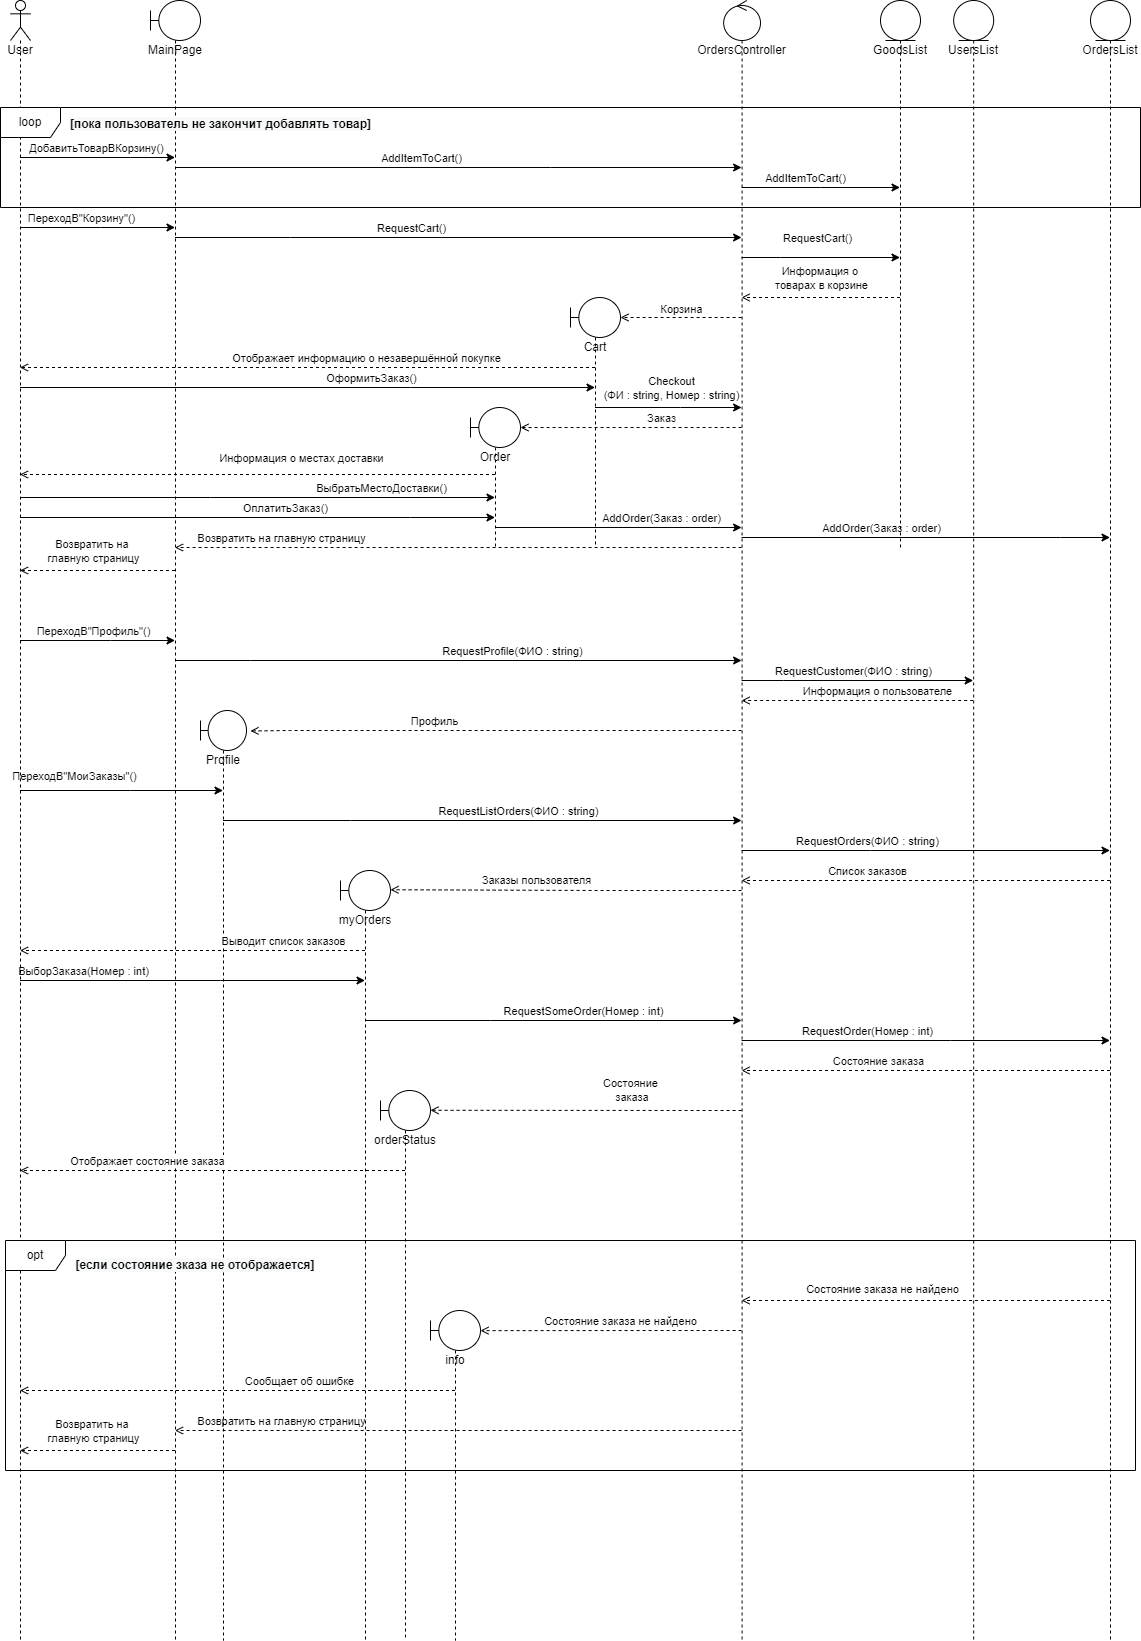 User
MainPage
OrdersController
GoodsList
UsersList
OrdersList
loop
[пока пользователь не закончит добавлять товар]
ДобавитьТоварВКорзину()
AddItemToCart()
AddItemToCart()
ПереходВ"Корзину"()
RequestCart()
RequestCart()
Информация о
товарах в корзине
Корзина
Cart
Отображает информацию о незавершённой покупке
ОформитьЗаказ()
Checkout
(ФИ : string, Номер : string)
Заказ
Order
Информация о местах доставки
ВыбратьМестоДоставки()
ОплатитьЗаказ()
AddOrder(Заказ : order)
AddOrder(Заказ : order)
Возвратить на главную страницу
Возвратить на
главную страницу
ПереходВ"Профиль"()
RequestProfile(ФИО : string)
RequestCustomer(ФИО : string)
Информация о пользователе
Профиль
Profile
ПереходВ"МоиЗаказы"()
RequestListOrders(ФИО : string)
RequestOrders(ФИО : string)
Список заказов
Заказы пользователя
myOrders
Выводит список заказов
ВыборЗаказа(Номер : int)
RequestSomeOrder(Номер : int)
RequestOrder(Номер : int)
Состояние заказа
Состояние
заказа
orderStatus
Отображает состояние заказа
opt
[если состояние зказа не отображается]
Состояние заказа не найдено
Состояние заказа не найдено
info
Сообщает об ошибке
Возвратить на главную страницу
Возвратить на
главную страницу